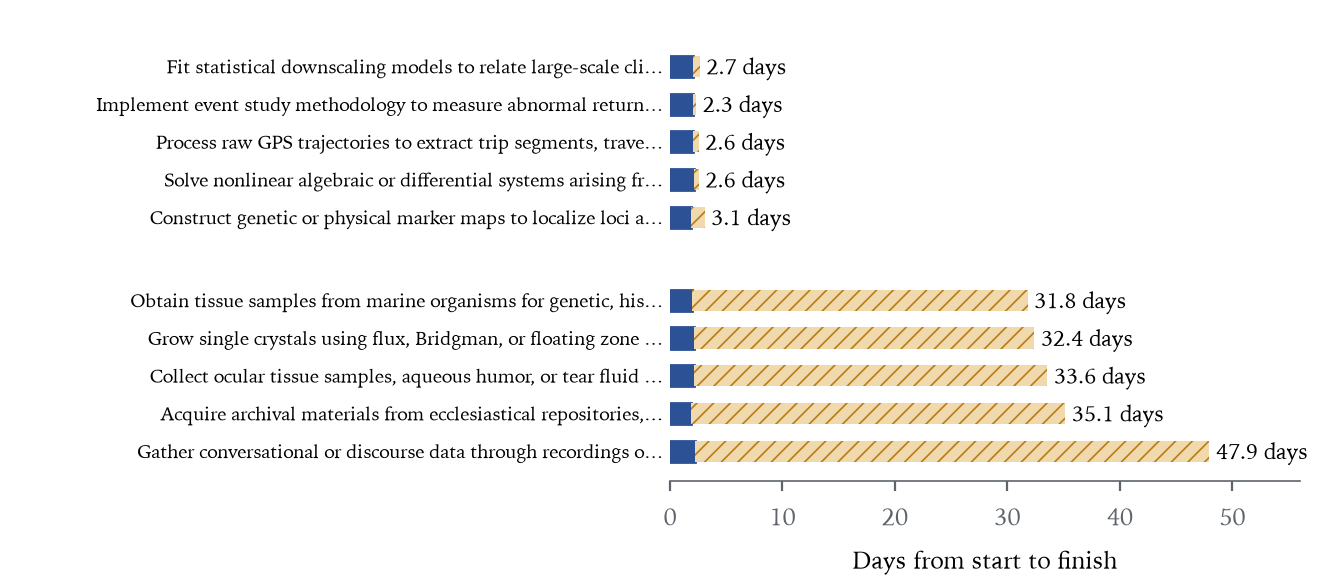 Fit statistical downscaling models to relate large-scale cli… 2.7 days
Implement event study methodology to measure abnormal return… 2.3 days
Process raw GPS trajectories to extract trip segments, trave… 2.6 days
Solve nonlinear algebraic or differential systems arising fr… 2.6 days
Construct genetic or physical marker maps to localize loci a… 3.1 days
Obtain tissue samples from marine organisms for genetic, his… 31.8 days
Grow single crystals using flux, Bridgman, or floating zone … 32.4 days
Collect ocular tissue samples, aqueous humor, or tear fluid … 33.6 days
Acquire archival materials from ecclesiastical repositories,… 35.1 days
Gather conversational or discourse data through recordings o… 47.9 days
0 10 20 30 40 50
Days from start to finish